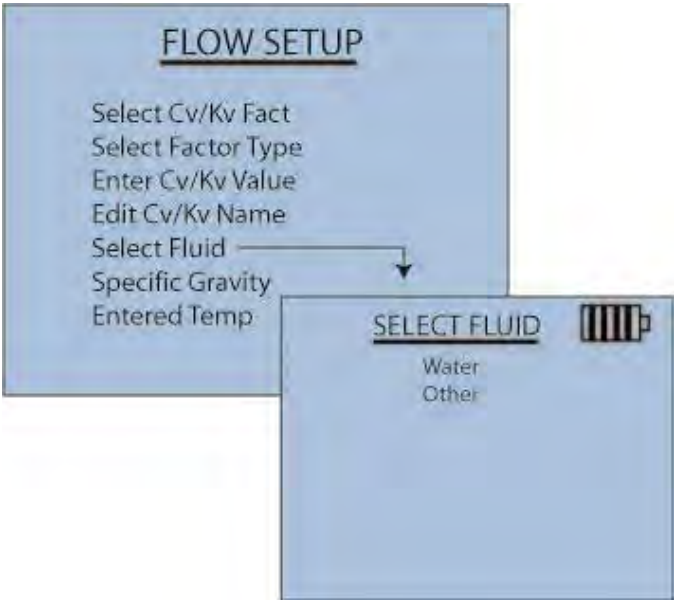 FLOW SETUP
Select Cv/Kv Fact
Select Factor Type
Enter Cv/Kv Value
Edit Cv/Kv Name
Select Fluid
Specific Gravity
Entered Temp
SELECT FLUID
Water
Other